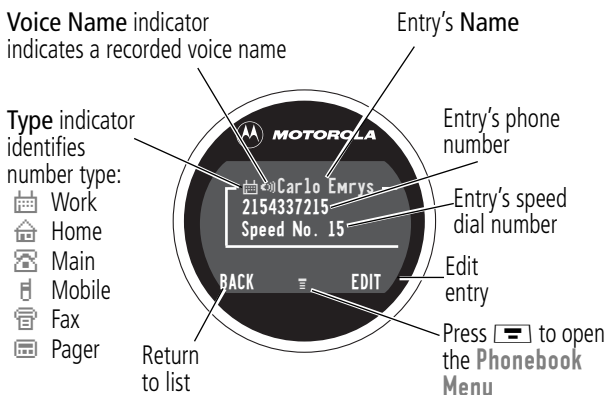 Voice Name indicator
indicates a recorded voice name
Entry's Name
Type indicator
identifies
number type:
Work
Home
Main
Mobile
Fax
Pager
MOTOROLA
Carlo Emrys
2154337215
Speed No. 15
BACK
EDIT
Entry's phone
number
Entry's speed
dial number
Edit
entry
Return
to list
Press to open
the Phonebook
Menu